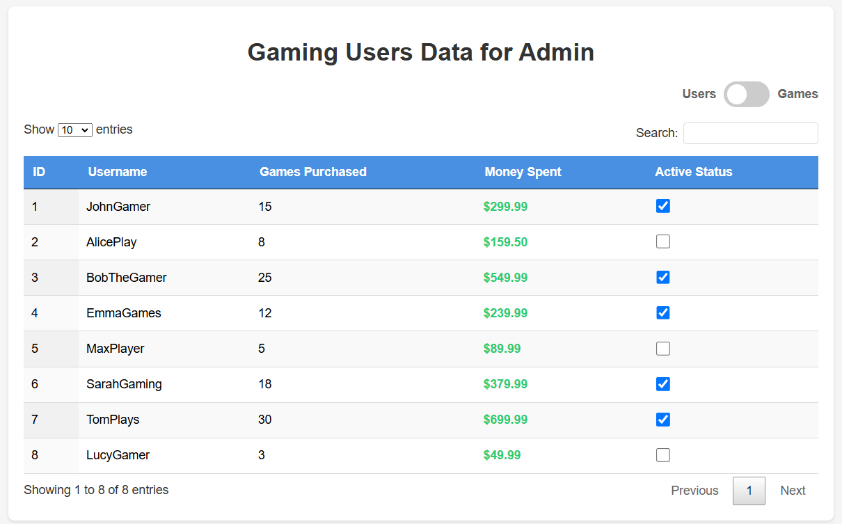 Gaming Users Data for Admin
Users Games
Show 10 entries
Search:
ID Username Games Purchased Money Spent Active Status
1 JohnGamer 15 $299.99
2 AlicePlay 8 $159.50
3 BobTheGamer 25 $549.99
4 EmmaGames 12 $239.99
5 MaxPlayer 5 $89.99
6 SarahGaming 18 $379.99
7 TomPlays 30 $699.99
8 LucyGamer 3 $49.99
Showing 1 to 8 of 8 entries
Previous 1 Next